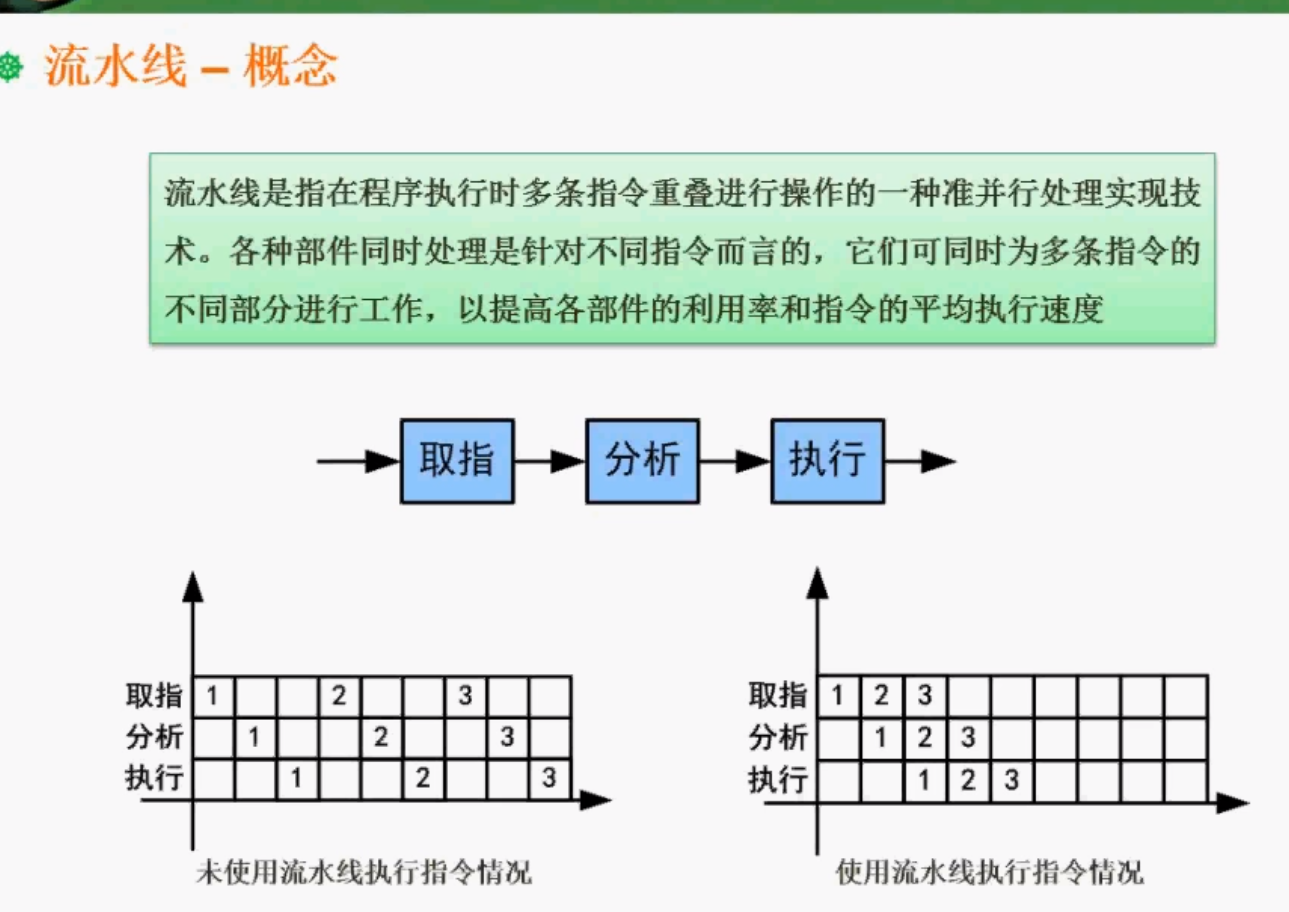 流水线 – 概念
流水线是指在程序执行时多条指令重叠进行操作的一种准并行处理实现技
术。各种部件同时处理是针对不同指令而言的，它们可同时为多条指令的
不同部分进行工作，以提高各部件的利用率和指令的平均执行速度
取指 分析 执行
取指 1 2 3
分析 1 2 3
执行 1 2 3
未使用流水线执行指令情况
取指 1 2 3
分析 1 2 3
执行 1 2 3
使用流水线执行指令情况